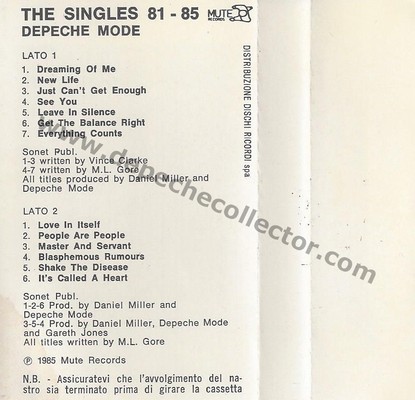 THE SINGLES 81 - 85
DEPECHE MODE
MUTE
RECORDS
LATO 1
1. Dreaming Of Me
2. New Life
3. Just Can't Get Enough
4. See You
5. Leave In Silence
6. Get The Balance Right
7. Everything Counts
Sonet Publ.
1-3 written by Vince Clarke
4-7 written by M.L. Gore
All titles produced by Daniel Miller and
Depeche Mode
LATO 2
1. Love In Itself
2. People Are People
3. Master And Servant
4. Blasphemous Rumours
5. Shake The Disease
6. It's Called A Heart
Sonet Publ.
1-2-6 Prod. by Daniel Miller and
Depeche Mode
3-5-4 Prod. by Daniel Miller, Depeche Mode
and Gareth Jones
All titles written by M.L. Gore
℗ 1985 Mute Records
N.B. - Assicuratevi che l'avvolgimento del na-
stro sia terminato prima di girare la cassetta
DISTRIBUZIONE DISCHI RICORDI spa
www.depechecollector.com